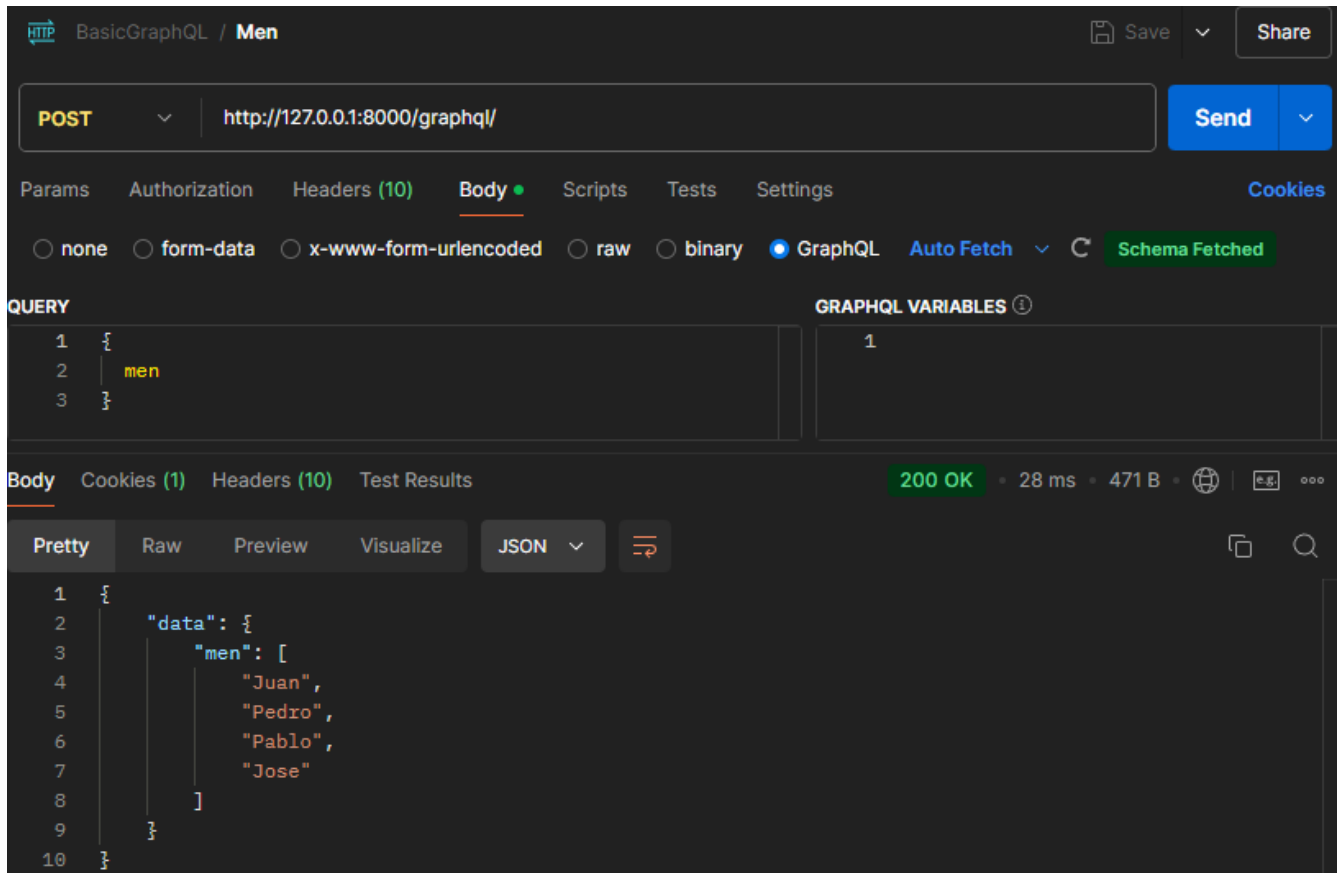 HTTP BasicGraphQL / Men Save Share
POST http://127.0.0.1:8000/graphql/ Send
Params Authorization Headers (10) Body Scripts Tests Settings Cookies
none form-data x-www-form-urlencoded raw binary GraphQL Auto Fetch Schema Fetched
QUERY GRAPHQL VARIABLES
1 { 1
2 men
3 }
Body Cookies (1) Headers (10) Test Results 200 OK 28 ms 471 B e.g.
Pretty Raw Preview Visualize JSON
1 {
2 "data": {
3 "men": [
4 "Juan",
5 "Pedro",
6 "Pablo",
7 "Jose"
8 ]
9 }
10 }